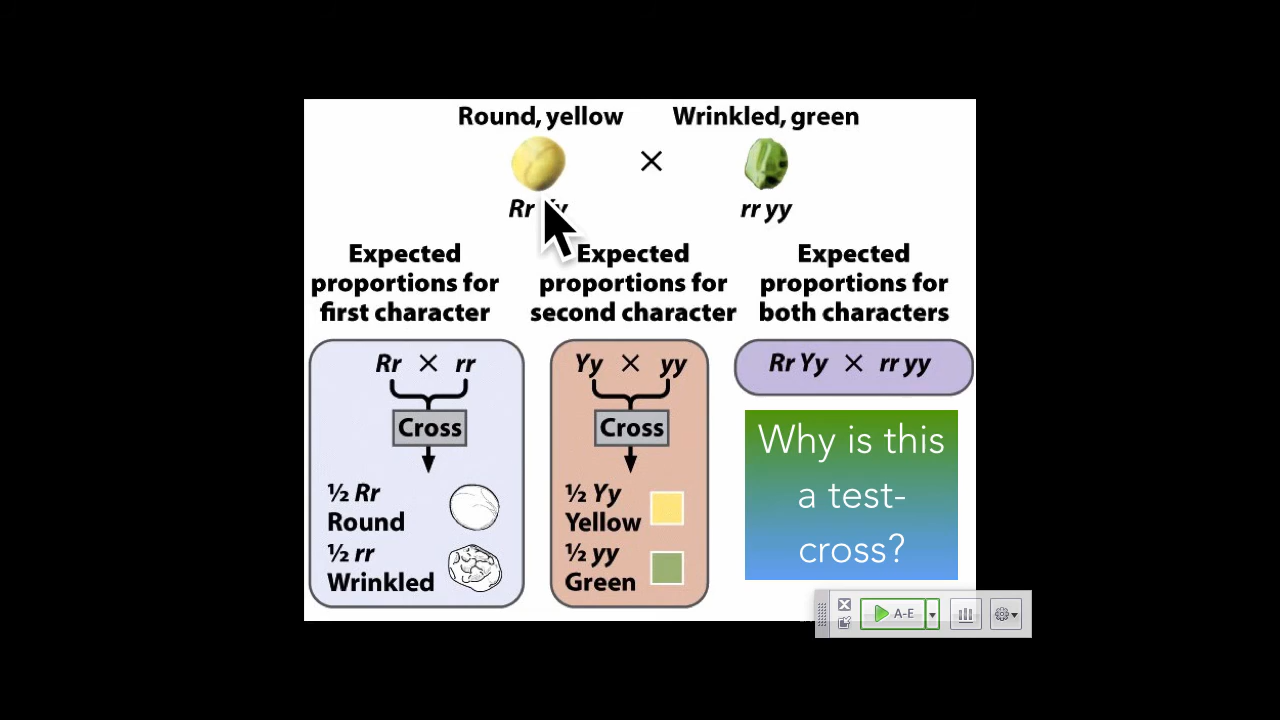 Round, yellow
Wrinkled, green
×
Rr
rr yy
Expected
proportions for
first character
Expected
proportions for
second character
Expected
proportions for
both characters
Rr × rr
Cross
½ Rr
Round
½ rr
Wrinkled
Yy × yy
Cross
½ Yy
Yellow
½ yy
Green
Rr Yy × rr yy
Why is this
a test-
cross?
A-E